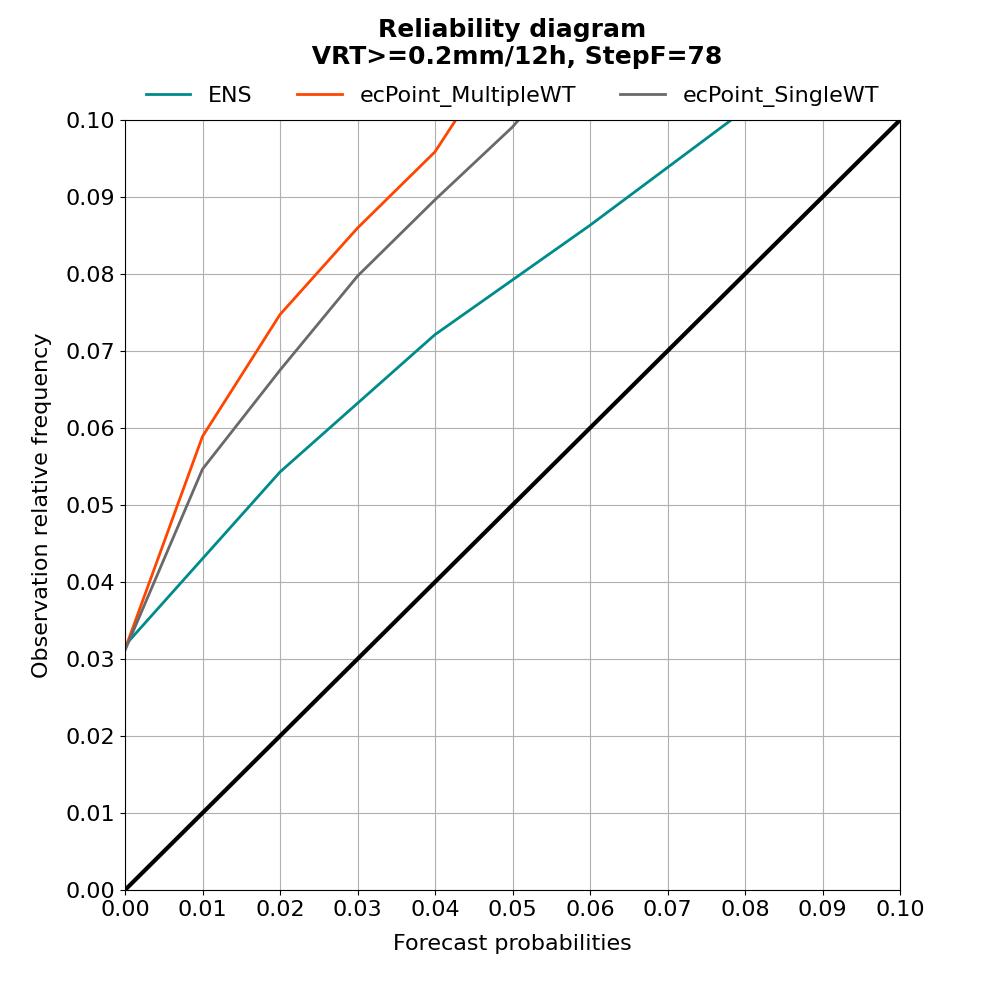 Reliability diagram
VRT>=0.2mm/12h, StepF=78
ENS ecPoint_MultipleWT ecPoint_SingleWT
0.10
0.09
0.08
0.07
0.06
0.05
0.04
0.03
0.02
0.01
0.00
Observation relative frequency
0.00 0.01 0.02 0.03 0.04 0.05 0.06 0.07 0.08 0.09 0.10
Forecast probabilities